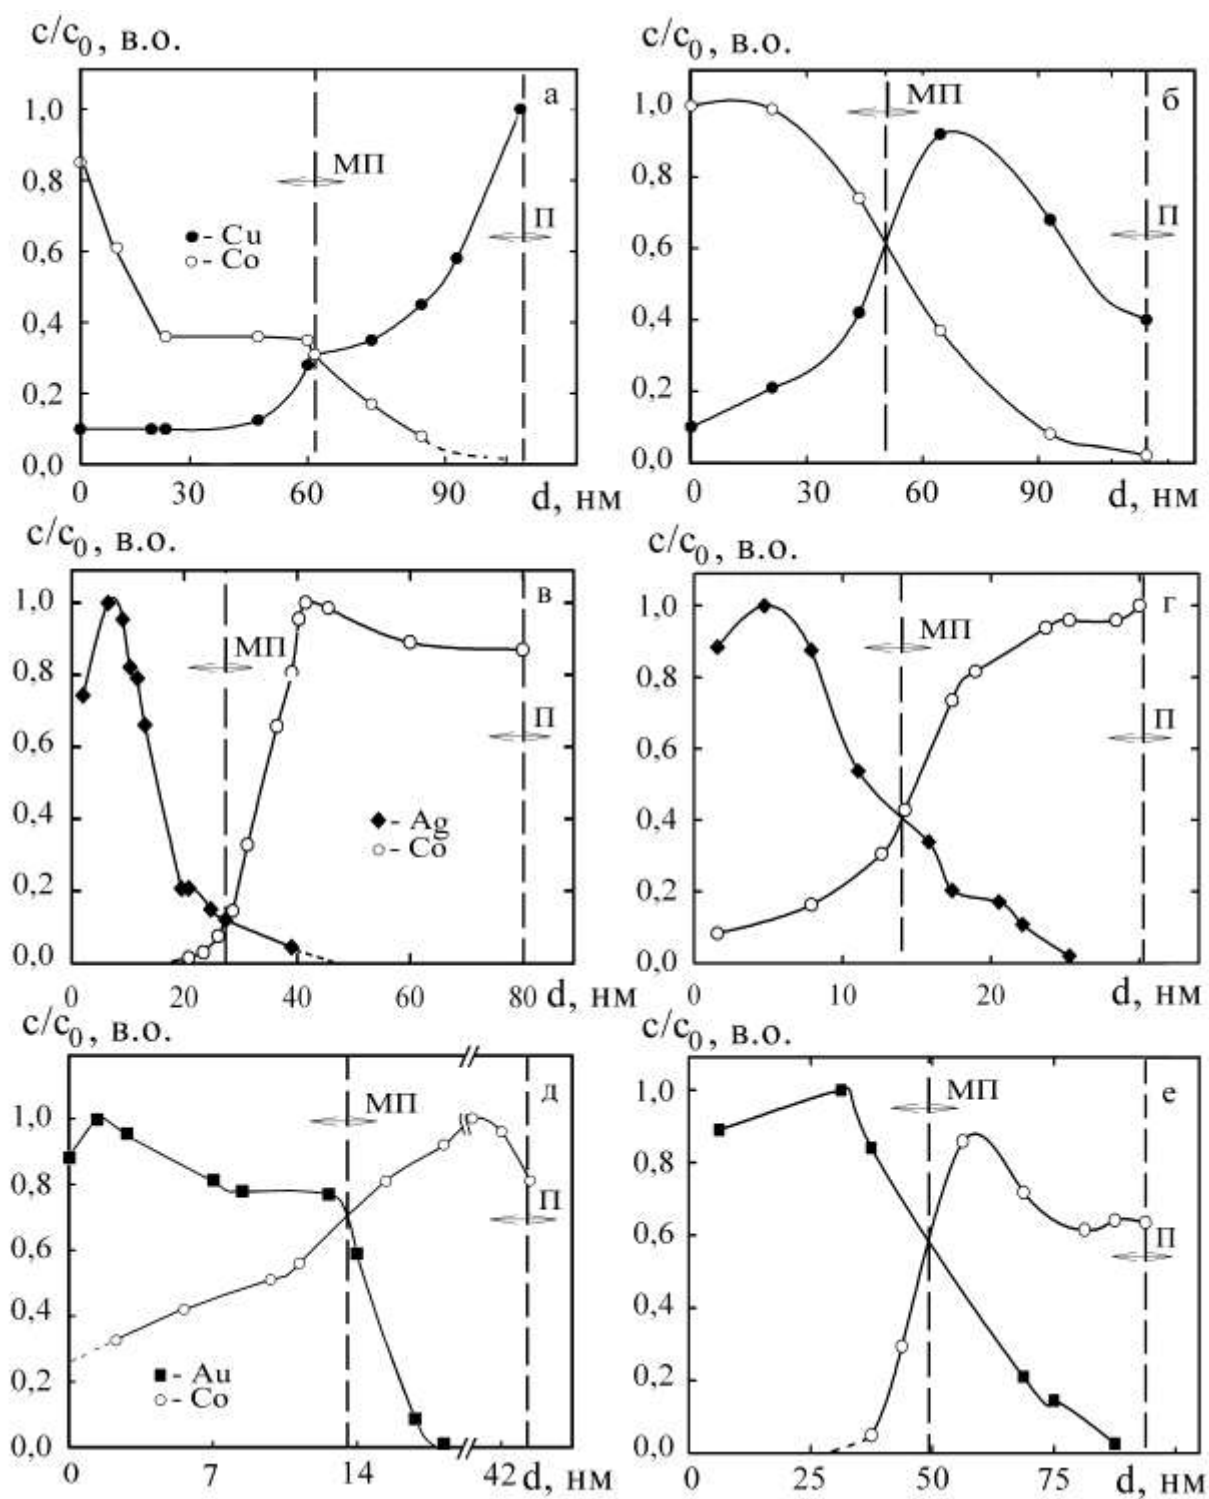 c/c₀, в.о.
а
1,0
МП
0,8
П
0,6
- Cu
- Co
0,4
0,2
0,0
0 30 60 90 d, нм
c/c₀, в.о.
б
1,0
МП
0,8
П
0,6
0,4
0,2
0,0
0 30 60 90 d, нм
c/c₀, в.о.
в
1,0
МП
0,8
П
0,6
0,4
- Ag
- Co
0,2
0,0
0 20 40 60 80 d, нм
c/c₀, в.о.
г
1,0
МП
0,8
П
0,6
0,4
0,2
0,0
0 10 20 d, нм
c/c₀, в.о.
д
1,0
МП
0,8
П
0,6
0,4
- Au
- Co
0,2
0,0
0 7 14 42 d, нм
c/c₀, в.о.
е
1,0
МП
0,8
П
0,6
0,4
0,2
0,0
0 25 50 75 d, нм